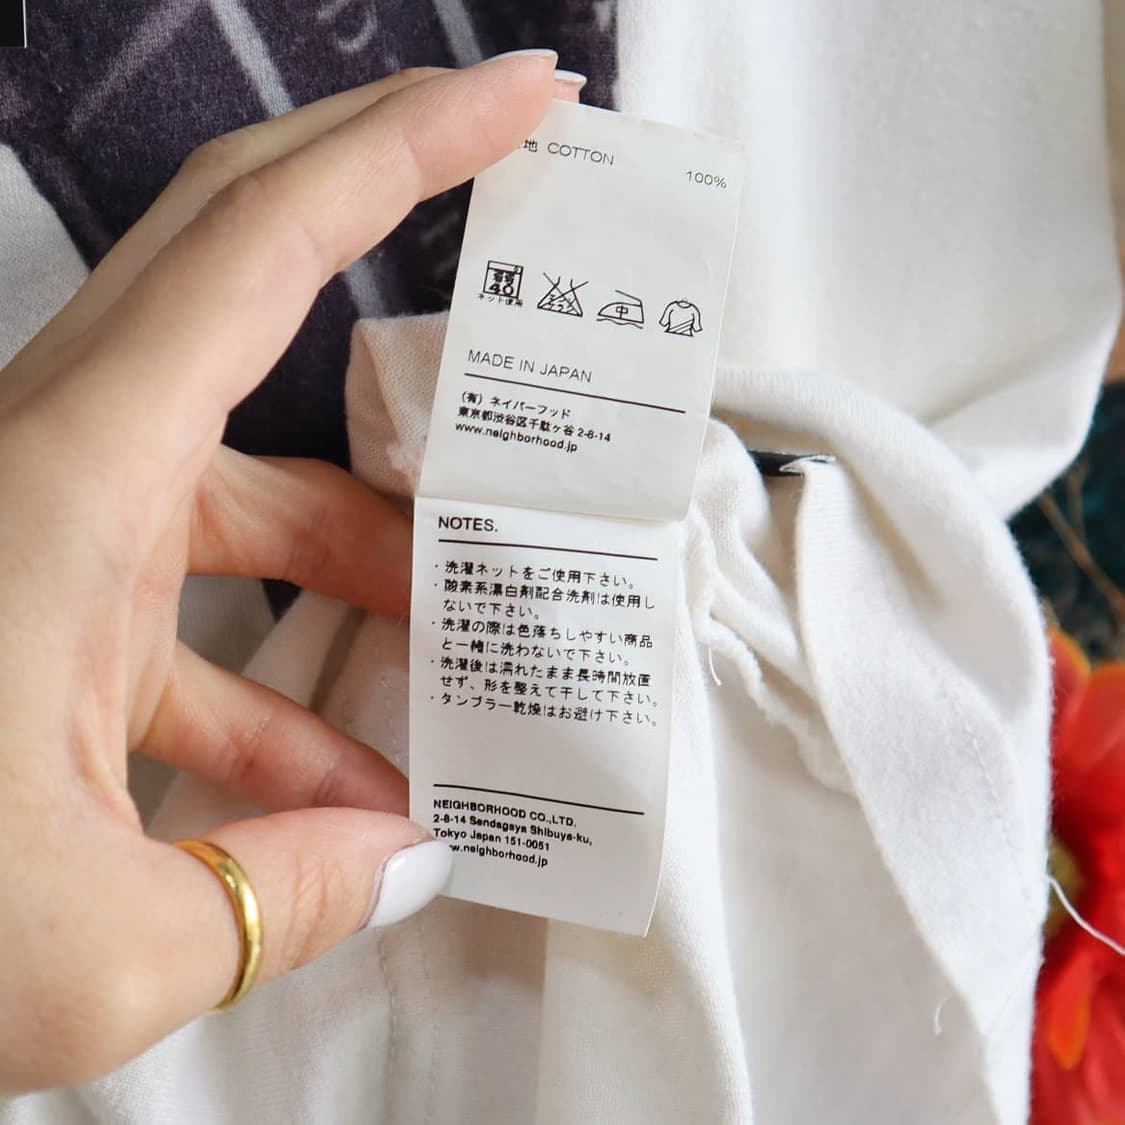 地 COTTON
100%
弱
40
ネット使用
中
MADE IN JAPAN
(有) ネイバーフッド
東京都渋谷区千駄ヶ谷 2-8-14
www.neighborhood.jp
NOTES.
・洗濯ネットをご使用下さい。
・酸素系漂白剤配合洗剤は使用し
ないで下さい。
・洗濯の際は色落ちしやすい商品
と一緒に洗わないで下さい。
・洗濯後は濡れたまま長時間放置
せず、形を整えて干して下さい。
・タンブラー乾燥はお避け下さい。
NEIGHBORHOOD CO.,LTD.
2-8-14 Sendagaya Shibuya-ku,
Tokyo Japan 151-0051
www.neighborhood.jp